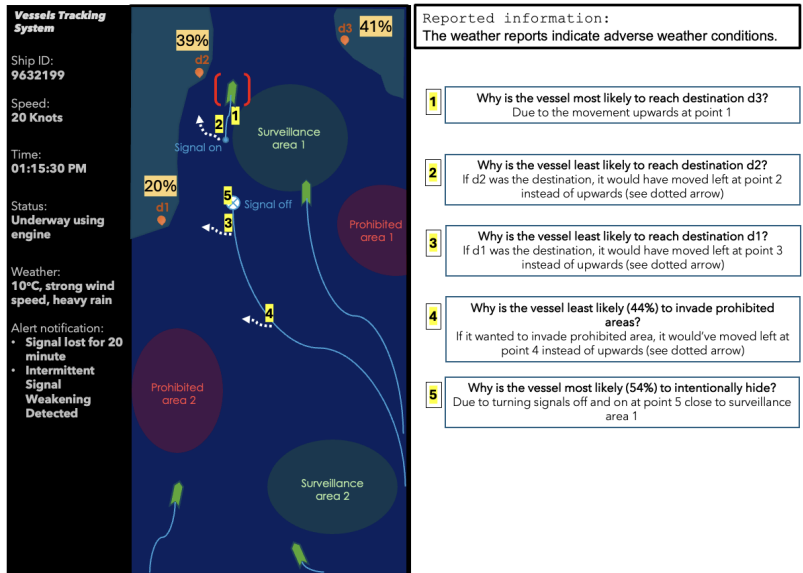 Vessels Tracking
System
Ship ID:
9632199
Speed:
20 Knots
Time:
01:15:30 PM
Status:
Underway using
engine
Weather:
10°C, strong wind
speed, heavy rain
Alert notification:
• Signal lost for 20
minute
• Intermittent
Signal
Weakening
Detected
39%
d2
d3
41%
2
1
Signal on
Surveillance
area 1
20%
d1
5
Signal off
3
Prohibited
area 1
4
Prohibited
area 2
Surveillance
area 2
Reported information:
The weather reports indicate adverse weather conditions.
1
Why is the vessel most likely to reach destination d3?
Due to the movement upwards at point 1
2
Why is the vessel least likely to reach destination d2?
If d2 was the destination, it would have moved left at point 2
instead of upwards (see dotted arrow)
3
Why is the vessel least likely to reach destination d1?
If d1 was the destination, it would have moved left at point 3
instead of upwards (see dotted arrow)
4
Why is the vessel least likely (44%) to invade prohibited
areas?
If it wanted to invade prohibited area, it would've moved left at
point 4 instead of upwards (see dotted arrow)
5
Why is the vessel most likely (54%) to intentionally hide?
Due to turning signals off and on at point 5 close to surveillance
area 1